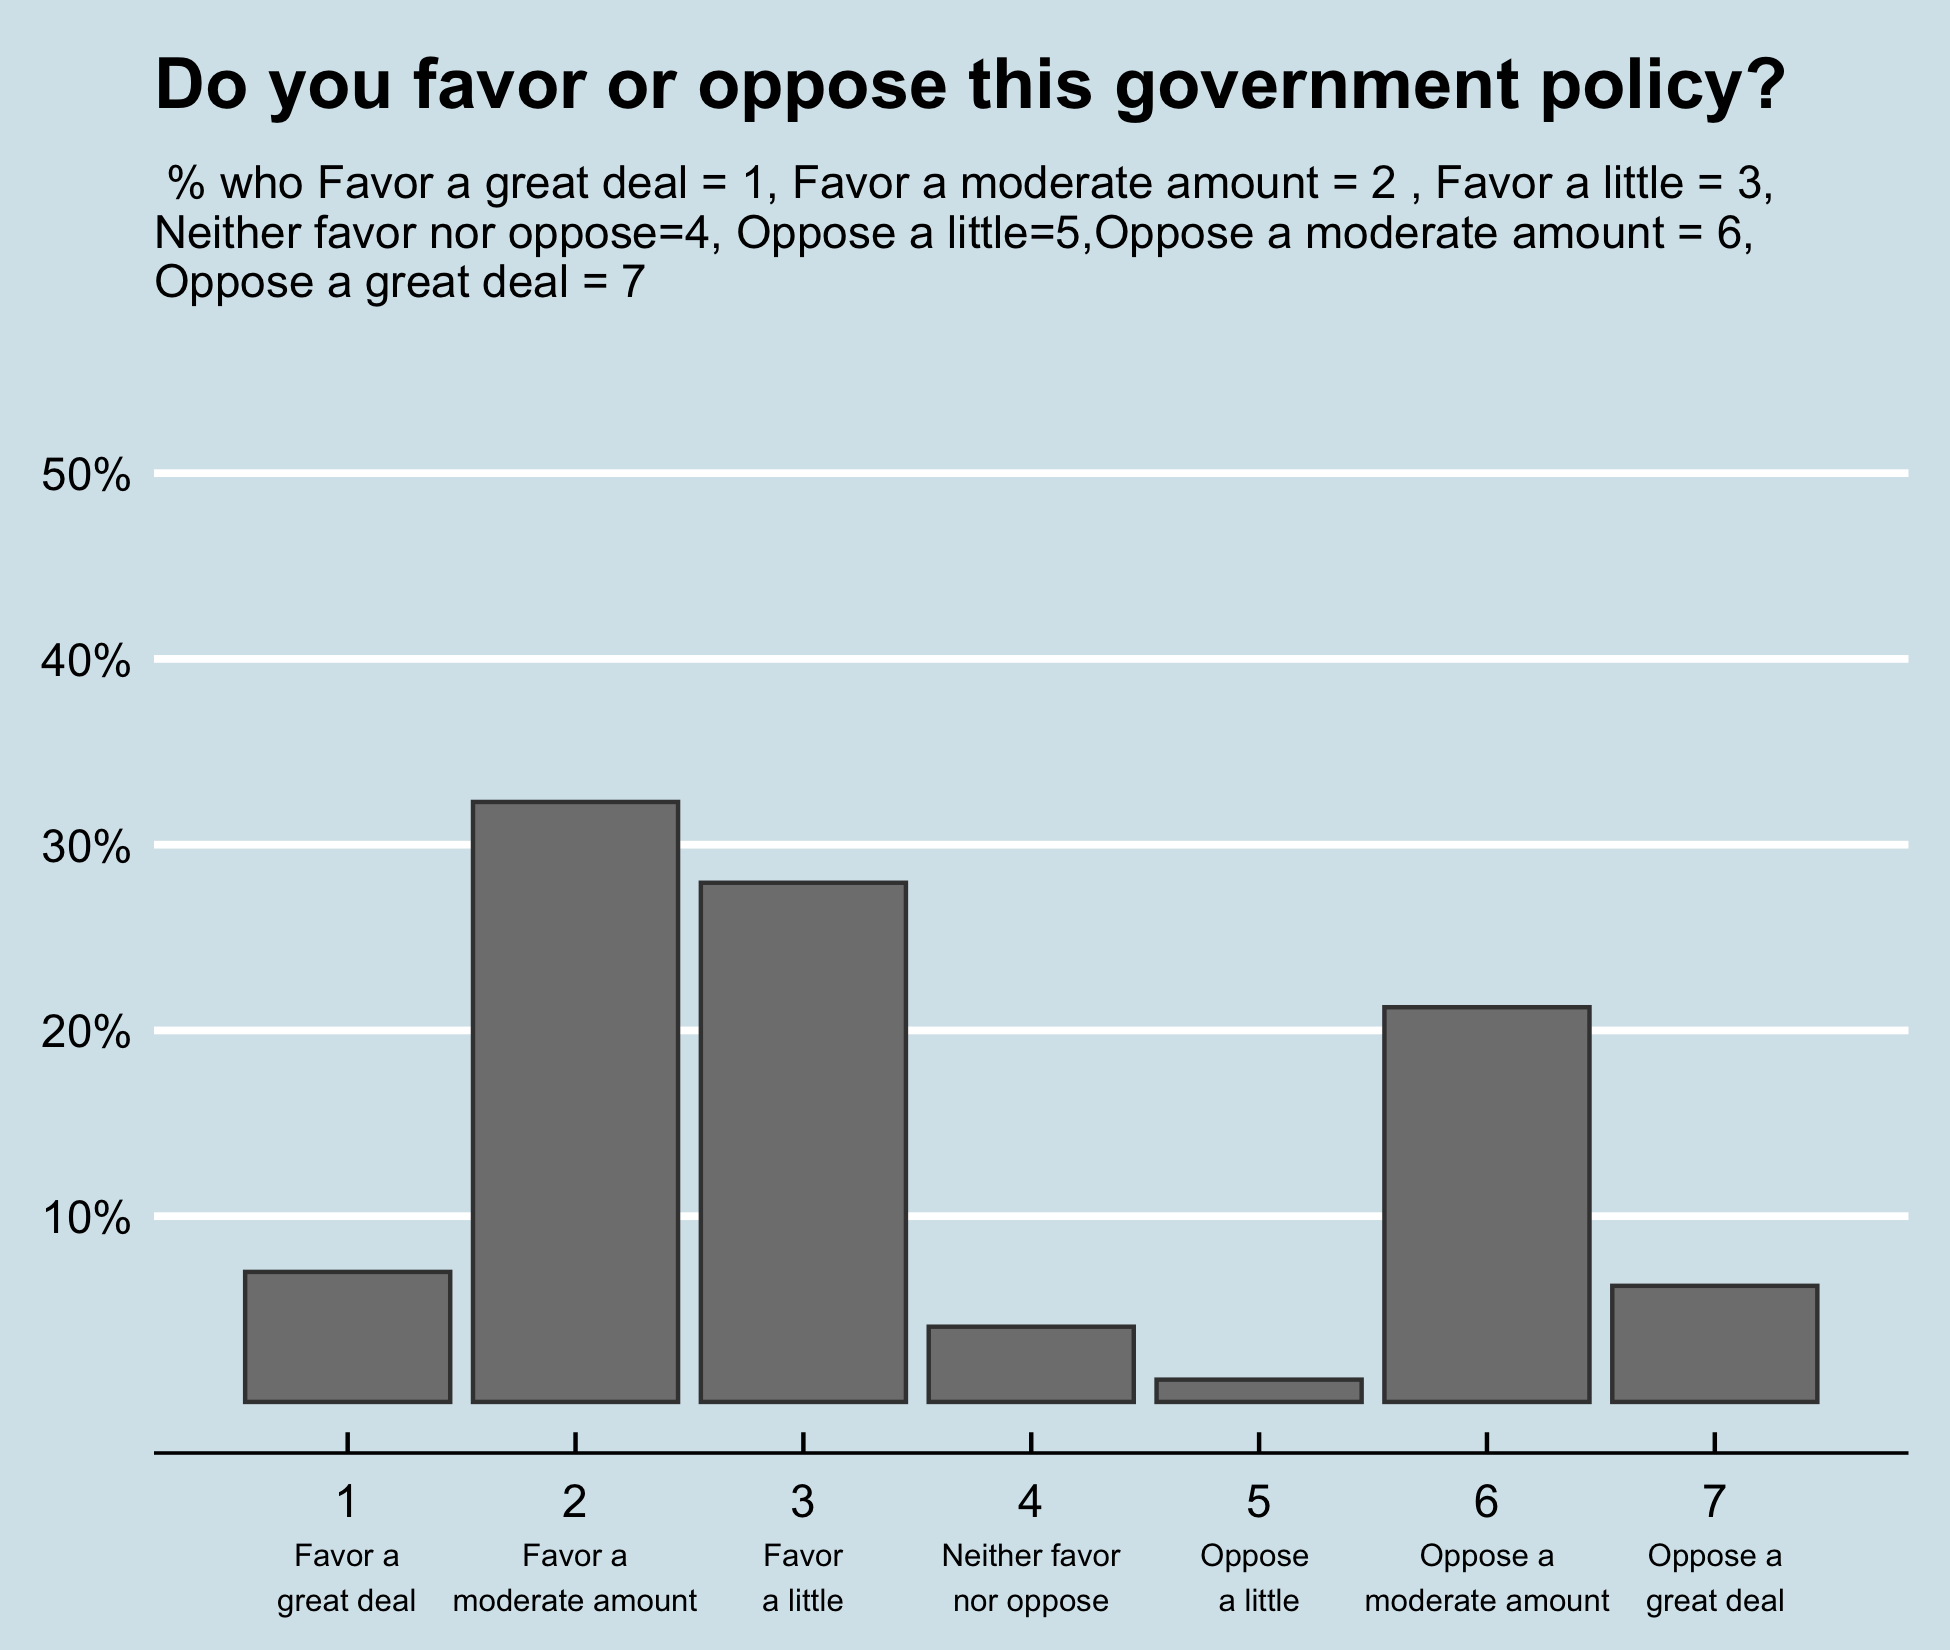 Do you favor or oppose this government policy?
% who Favor a great deal = 1, Favor a moderate amount = 2 , Favor a little = 3,
Neither favor nor oppose=4, Oppose a little=5,Oppose a moderate amount = 6,
Oppose a great deal = 7
50%
40%
30%
20%
10%
1 2 3 4 5 6 7
Favor a Favor a Favor Neither favor Oppose Oppose a Oppose a
great deal moderate amount a little nor oppose a little moderate amount great deal